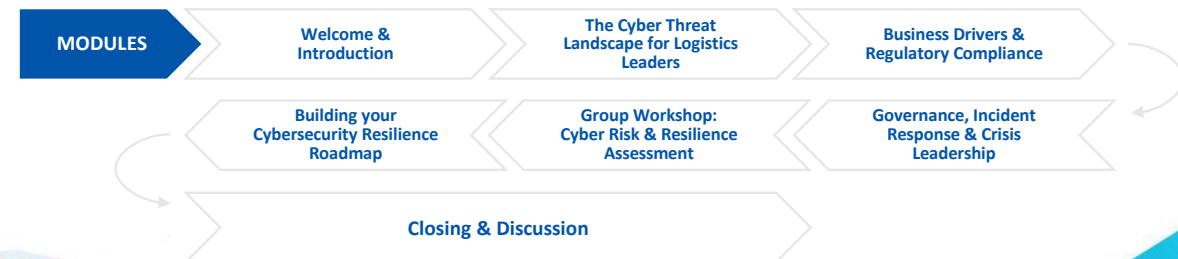 MODULES
Welcome &
Introduction
The Cyber Threat
Landscape for Logistics
Leaders
Business Drivers &
Regulatory Compliance
Governance, Incident
Response & Crisis
Leadership
Group Workshop:
Cyber Risk & Resilience
Assessment
Building your
Cybersecurity Resilience
Roadmap
Closing & Discussion